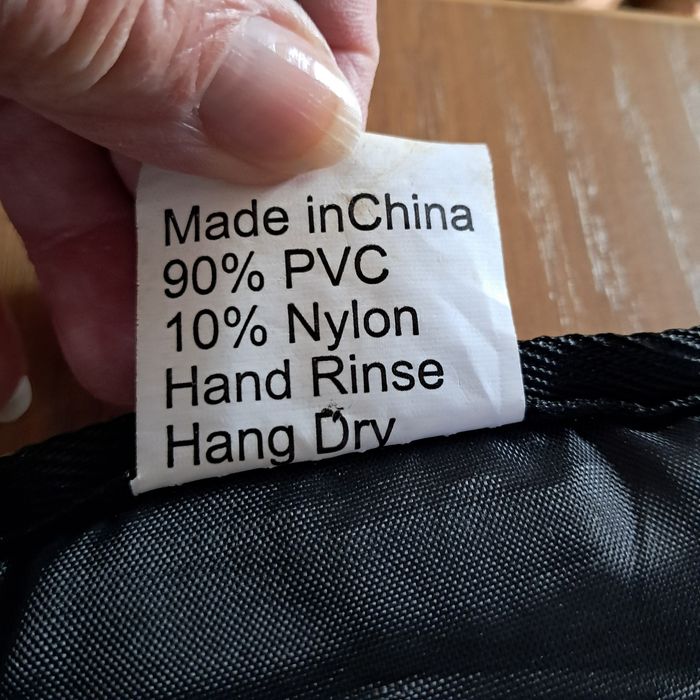 Made inChina
90% PVC
10% Nylon
Hand Rinse
Hang Dry